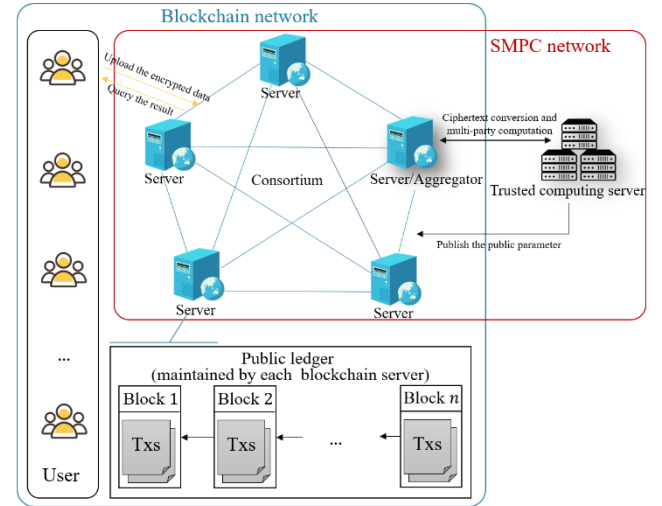 Blockchain network
SMPC network
Upload the encrypted data
Query the result
Server
Ciphertext conversion and
multi-party computation
Server
Consortium
Server/Aggregator
Trusted computing server
Publish the public parameter
Server
Server
...
Public ledger
(maintained by each blockchain server)
Block 1
Block 2
Block n
Txs
Txs
...
Txs
User